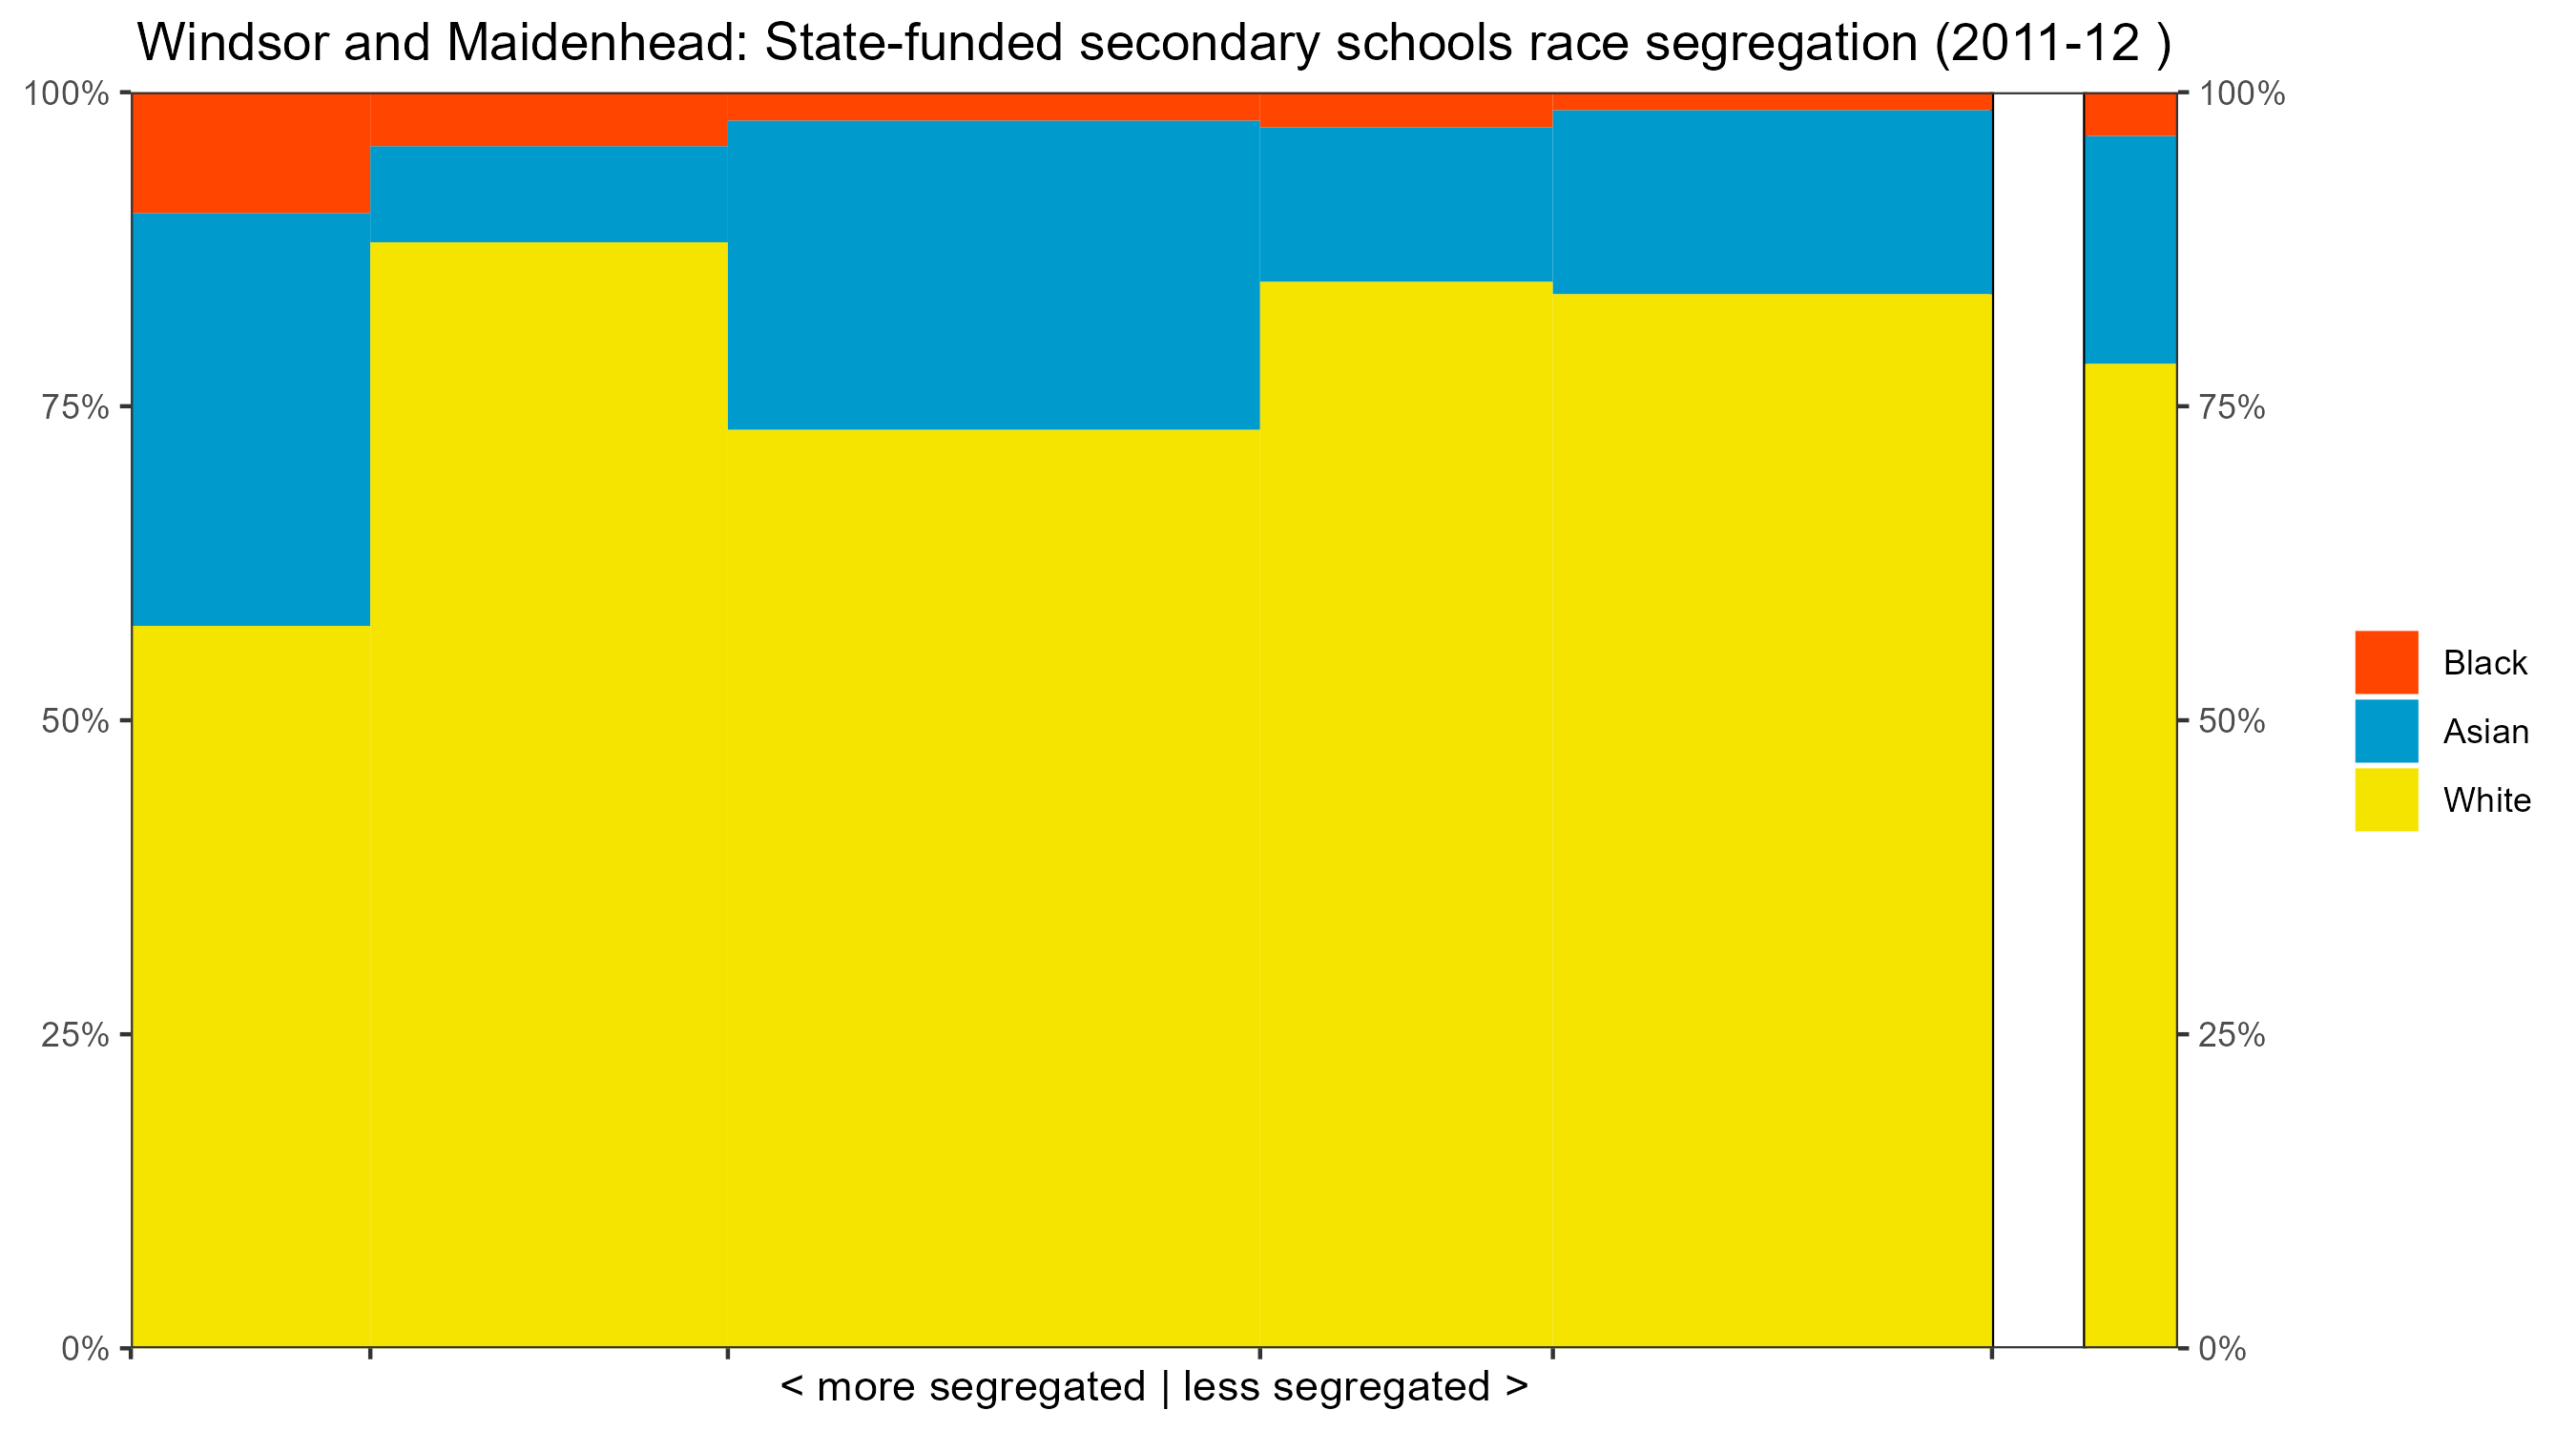 Windsor and Maidenhead: State-funded secondary schools race segregation (2011-12 )
100%
100%
75%
75%
50%
50%
25%
25%
0%
0%
Black
Asian
White
< more segregated | less segregated >